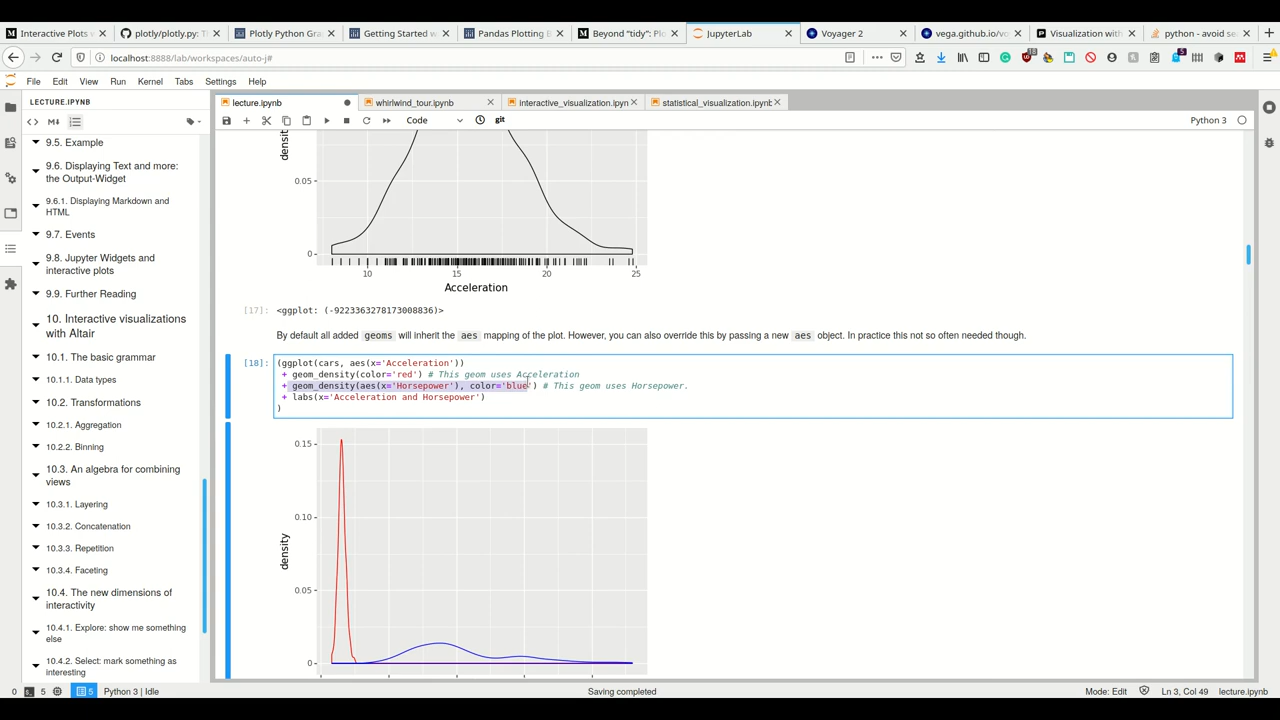 Interactive Plots w
plotly/plotly.py: T
Plotly Python Gra
Getting Started w
Pandas Plotting B
Beyond “tidy”: Plo
JupyterLab
Voyager 2
vega.github.io/vo
Visualization with
python - avoid se
localhost:8888/lab/workspaces/auto-j#
File Edit View Run Kernel Tabs Settings Help
LECTURE.IPYNB
9.5. Example
9.6. Displaying Text and more:
the Output-Widget
9.6.1. Displaying Markdown and
HTML
9.7. Events
9.8. Jupyter Widgets and
interactive plots
9.9. Further Reading
10. Interactive visualizations
with Altair
10.1. The basic grammar
10.1.1. Data types
10.2. Transformations
10.2.1. Aggregation
10.2.2. Binning
10.3. An algebra for combining
views
10.3.1. Layering
10.3.2. Concatenation
10.3.3. Repetition
10.3.4. Faceting
10.4. The new dimensions of
interactivity
10.4.1. Explore: show me something
else
10.4.2. Select: mark something as
interesting
lecture.ipynb
whirlwind_tour.ipynb
interactive_visualization.ipyn
statistical_visualization.ipynb
Code
git
Python 3
densit
0.05
0
10 15 20 25
Acceleration
[17]: <ggplot: (-9223363278173008836)>
By default all added geoms will inherit the aes mapping of the plot. However, you can also override this by passing a new aes object. In practice this not so often needed though.
[18]: (ggplot(cars, aes(x='Acceleration'))
+ geom_density(color='red') # This geom uses Acceleration
+ geom_density(aes(x='Horsepower'), color='blue') # This geom uses Horsepower.
+ labs(x='Acceleration and Horsepower')
)
0.15
0.10
density
0.05
0
0 5 5 Python 3 | Idle
Saving completed
Mode: Edit
Ln 3, Col 49
lecture.ipynb